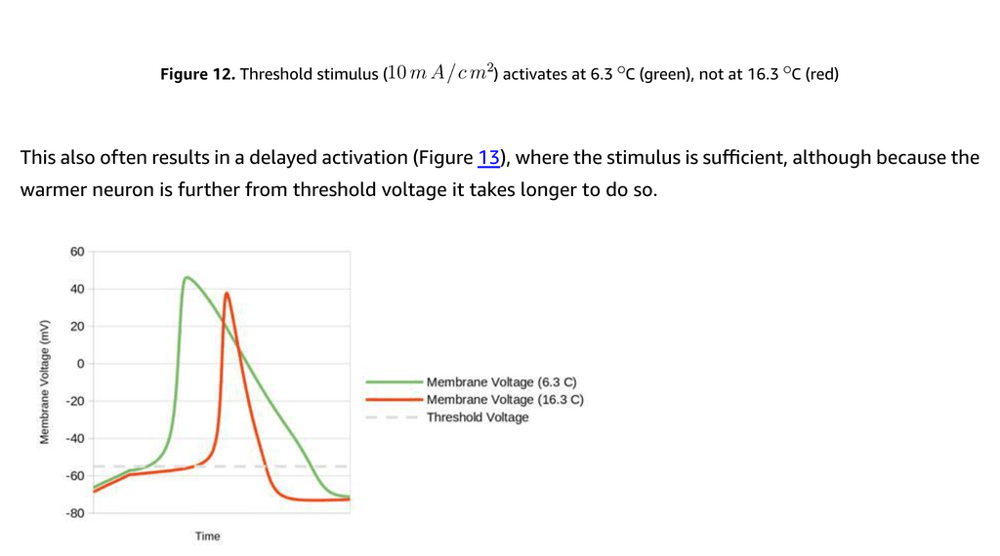 Figure 12. Threshold stimulus (10 m A/c m²) activates at 6.3 °C (green), not at 16.3 °C (red)
This also often results in a delayed activation (Figure 13), where the stimulus is sufficient, although because the
warmer neuron is further from threshold voltage it takes longer to do so.
60
40
20
0
-20
-40
-60
-80
Membrane Voltage (mV)
Time
Membrane Voltage (6.3 C)
Membrane Voltage (16.3 C)
Threshold Voltage